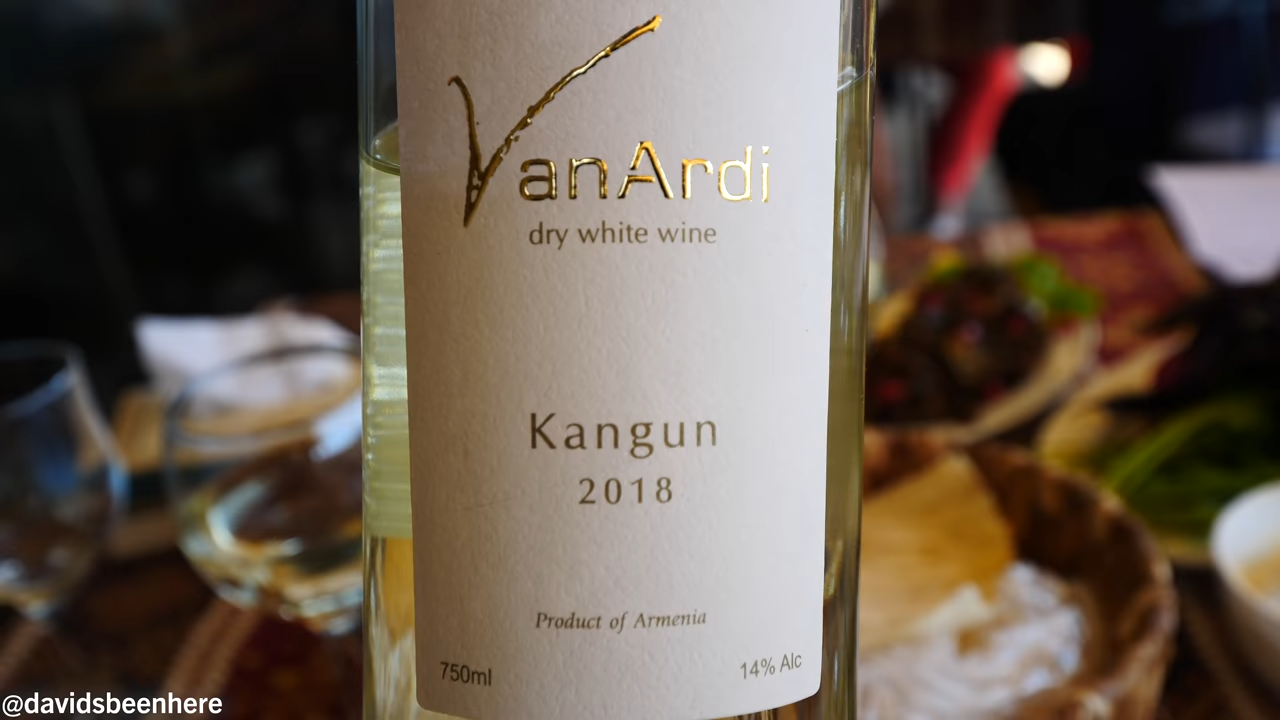 VanArdi
dry white wine
Kangun
2018
Product of Armenia
750ml
14% Alc
@davidsbeenhere